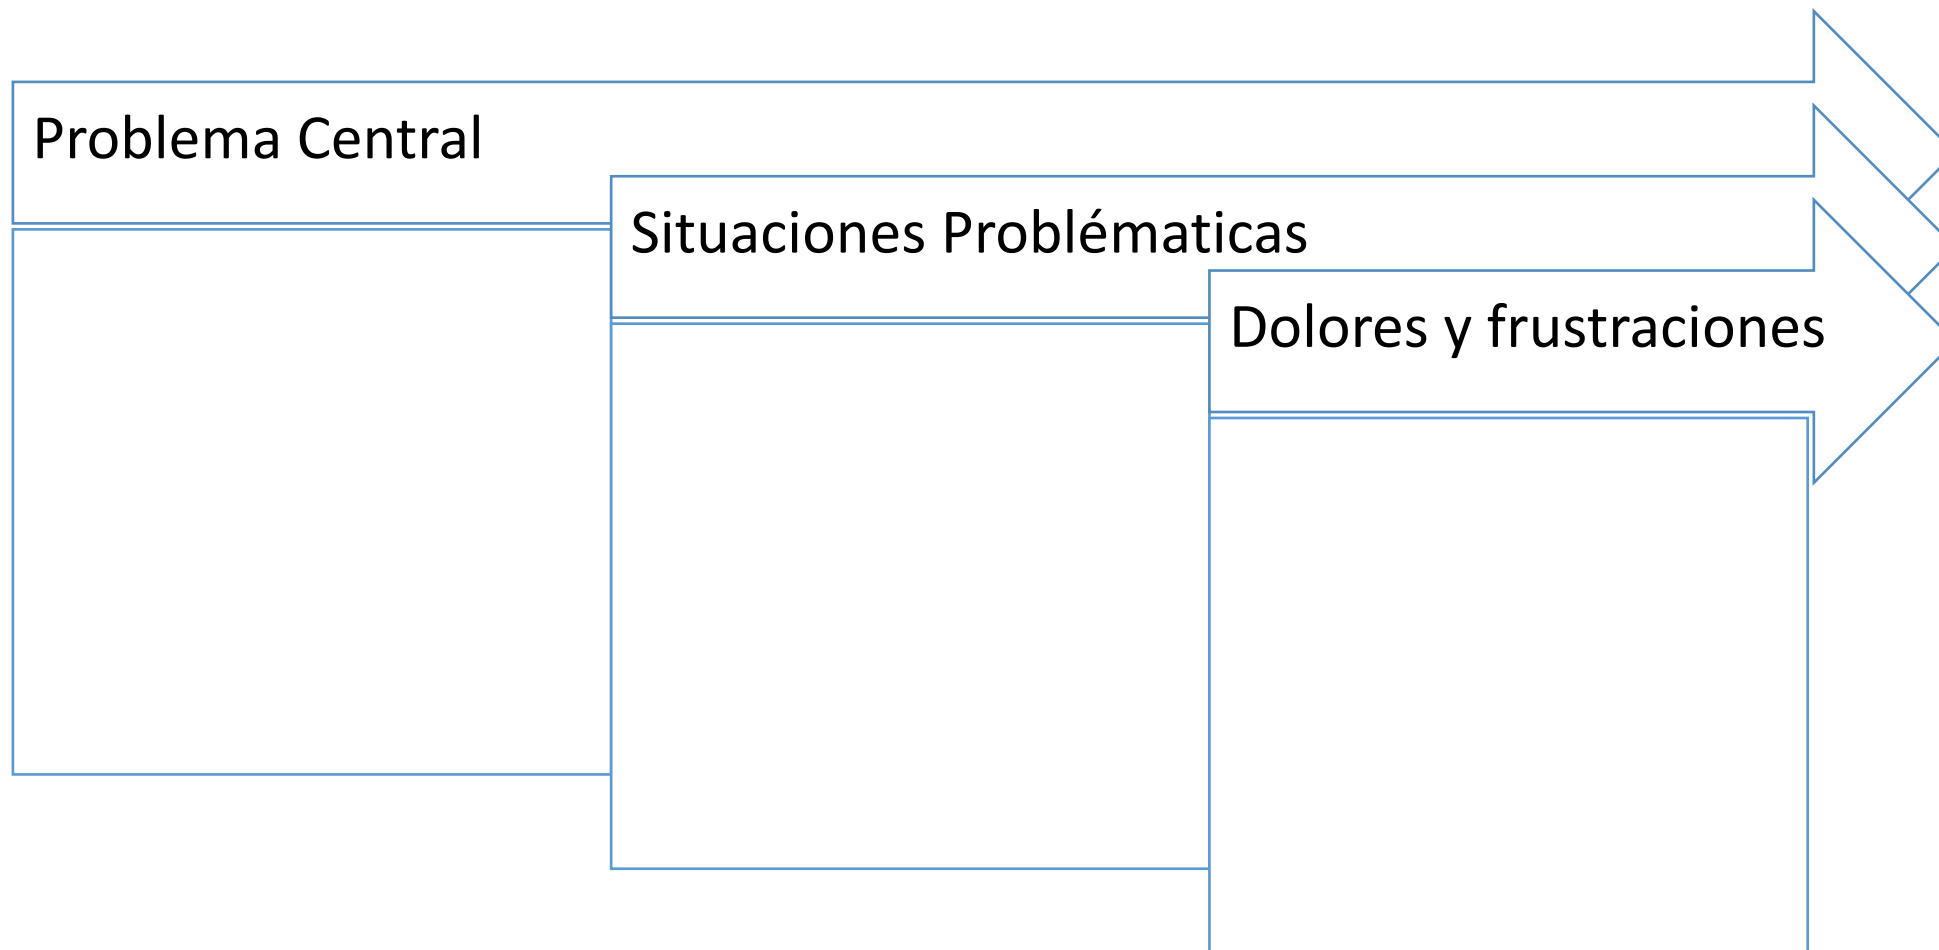 Problema Central
Situaciones Problématicas
Dolores y frustraciones